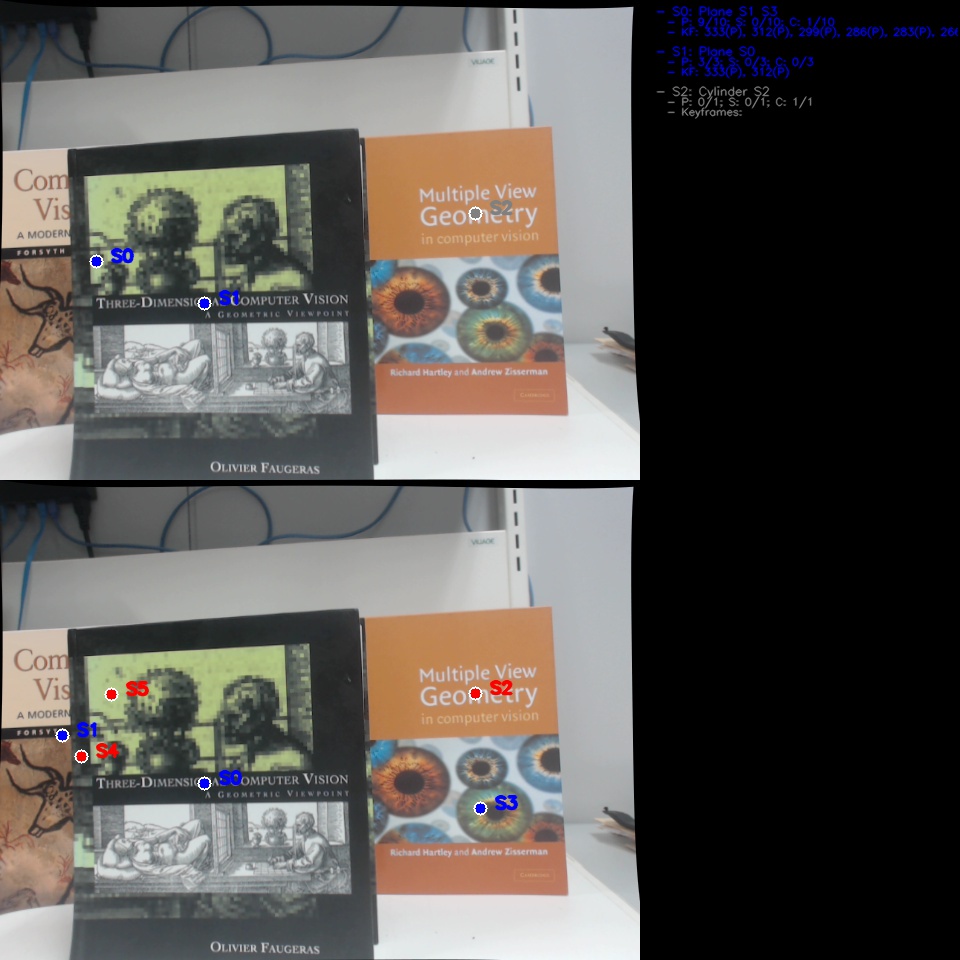 - S0: Plane S1 S3
- P: 9/10; S: 0/10; C: 1/10
- KF: 333(P), 312(P), 299(P), 286(P), 283(P), 26
- S1: Plane S0
- P: 3/3; S: 0/3; C: 0/3
- KF: 333(P), 312(P)
- S2: Cylinder S2
- P: 0/1; S: 0/1; C: 1/1
- Keyframes:
Com
Vis
A MODERN
FORSYTH
S0
S1
THREE-DIMENSIONAL COMPUTER VISION
A GEOMETRIC VIEWPOINT
OLIVIER FAUGERAS
Multiple View
S2
Geometry
in computer vision
Richard Hartley and Andrew Zisserman
CAMBRIDGE
Com
Vis
A MODERN
FORSY
S1
S4
S5
S0
THREE-DIMENSIONAL COMPUTER VISION
A GEOMETRIC VIEWPOINT
OLIVIER FAUGERAS
Multiple View
S2
Geometry
in computer vision
S3
Richard Hartley and Andrew Zisserman
CAMBRIDGE